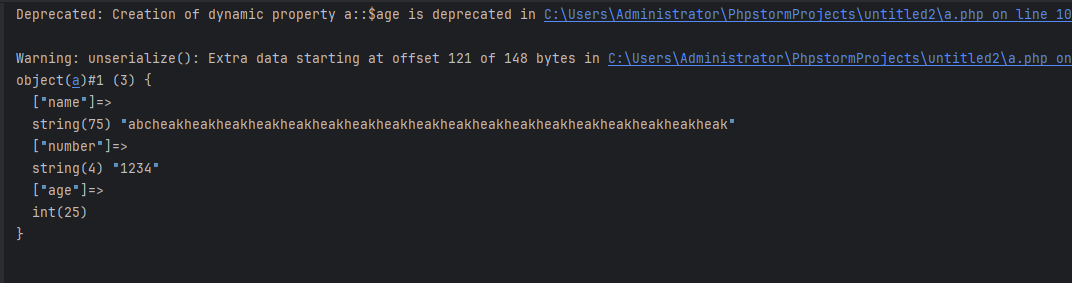 Deprecated: Creation of dynamic property a::$age is deprecated in C:\Users\Administrator\PhpstormProjects\untitled2\a.php on line 10
Warning: unserialize(): Extra data starting at offset 121 of 148 bytes in C:\Users\Administrator\PhpstormProjects\untitled2\a.php on
object(a)#1 (3) {
  ["name"]=>
  string(75) "abcheakheakheakheakheakheakheakheakheakheakheakheakheakheakheakheakheakheak"
  ["number"]=>
  string(4) "1234"
  ["age"]=>
  int(25)
}